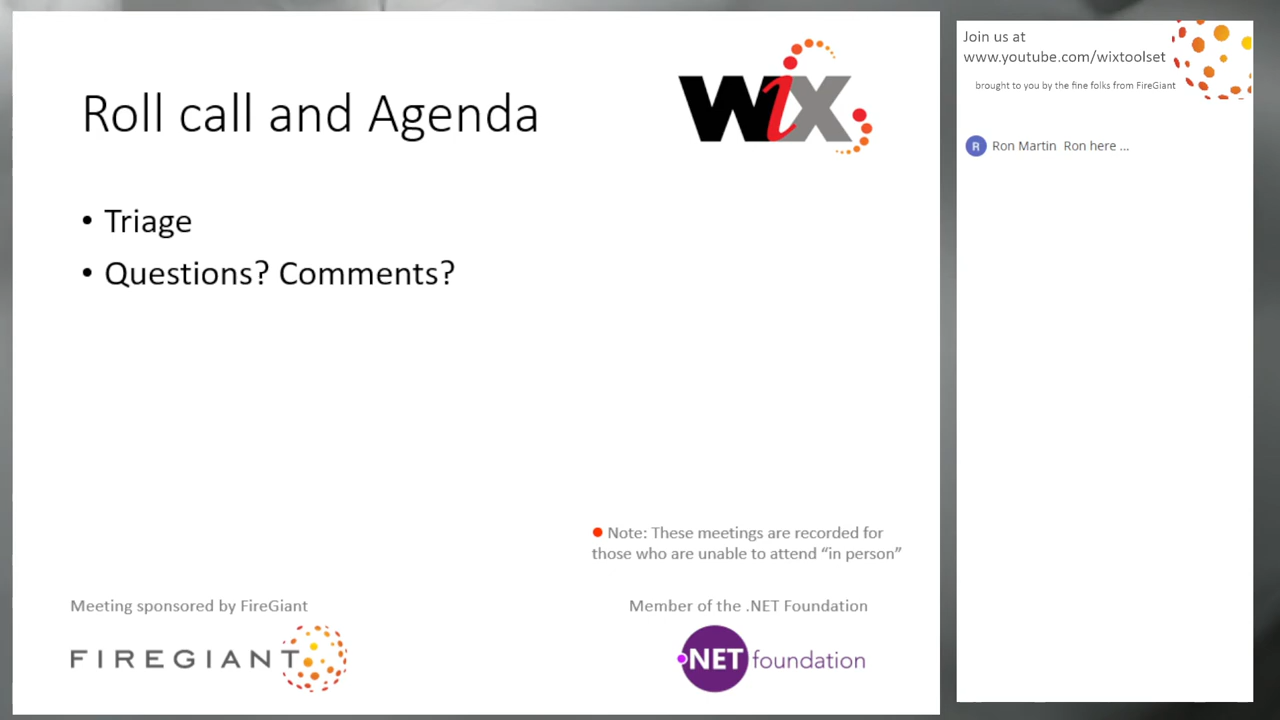 Roll call and Agenda
WiX
• Triage
• Questions? Comments?
Note: These meetings are recorded for
those who are unable to attend “in person”
Meeting sponsored by FireGiant
FIREGIANT
Member of the .NET Foundation
.NET foundation
Join us at
www.youtube.com/wixtoolset
brought to you by the fine folks from FireGiant
R Ron Martin Ron here ...